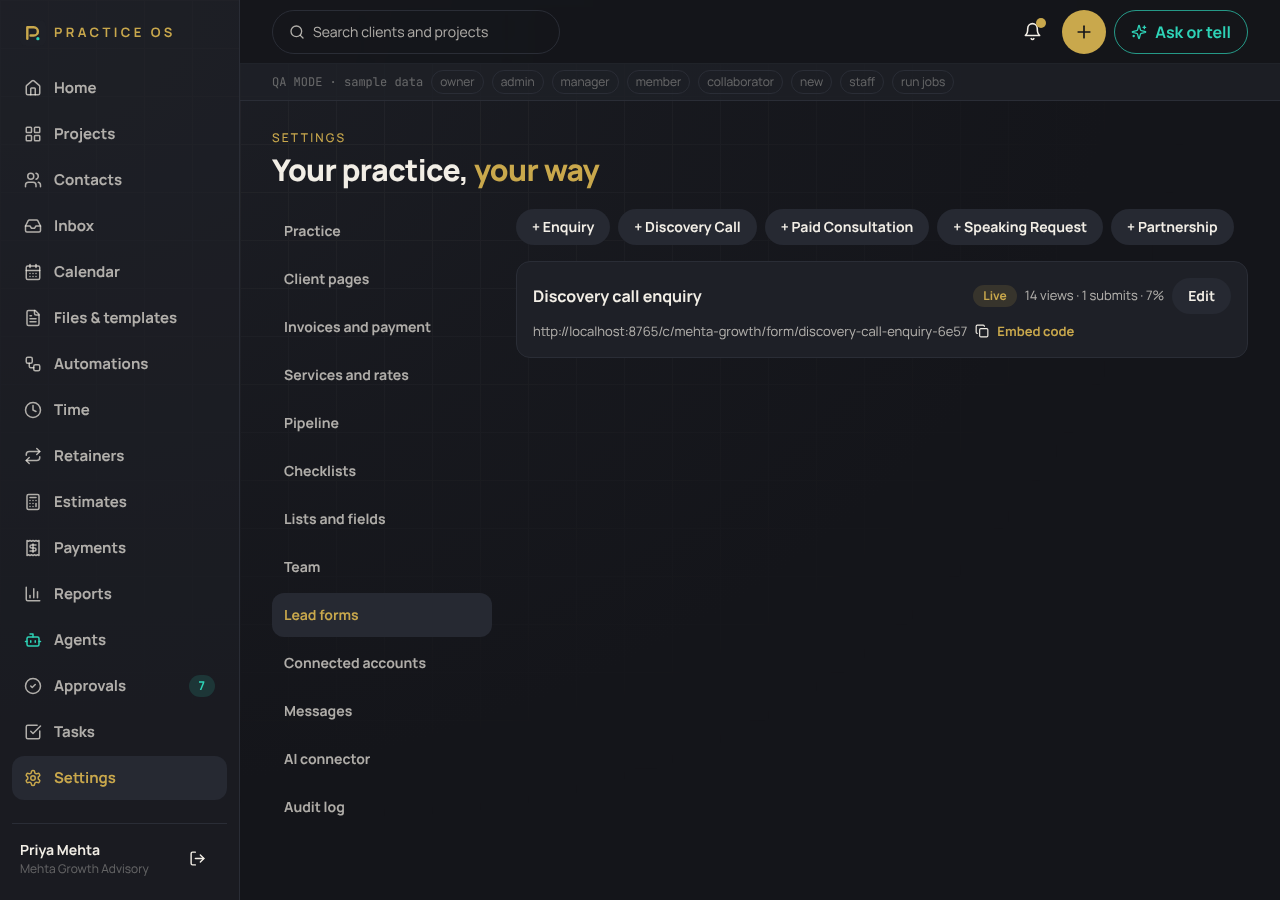 PRACTICE OS
Search clients and projects
Ask or tell
QA MODE · sample data owner admin manager member collaborator new staff run jobs
Home
Projects
Contacts
Inbox
Calendar
Files & templates
Automations
Time
Retainers
Estimates
Payments
Reports
Agents
Approvals 7
Tasks
Settings
Priya Mehta
Mehta Growth Advisory
SETTINGS
Your practice, your way
Practice
Client pages
Invoices and payment
Services and rates
Pipeline
Checklists
Lists and fields
Team
Lead forms
Connected accounts
Messages
AI connector
Audit log
+ Enquiry + Discovery Call + Paid Consultation + Speaking Request + Partnership
Discovery call enquiry Live 14 views · 1 submits · 7% Edit
http://localhost:8765/c/mehta-growth/form/discovery-call-enquiry-6e57 Embed code